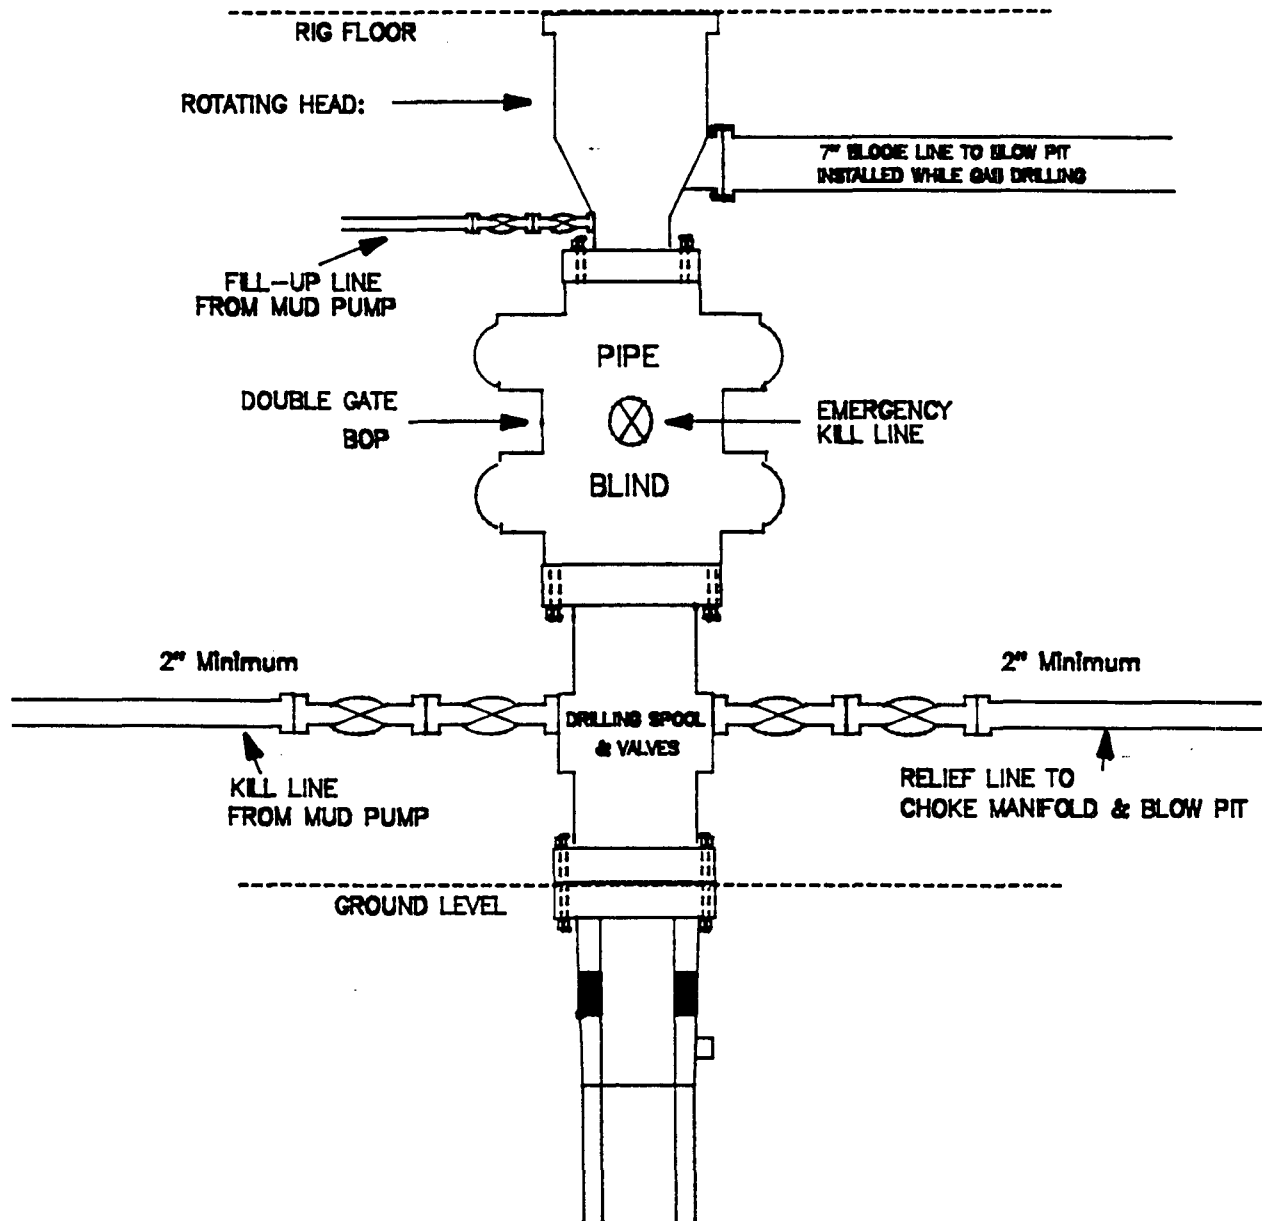 RIG FLOOR
ROTATING HEAD:
7" BLOOIE LINE TO BLOW PIT
INSTALLED WHILE GAS DRILLING
FILL-UP LINE
FROM MUD PUMP
PIPE
DOUBLE GATE
BOP
EMERGENCY
KILL LINE
BLIND
2" Minimum
2" Minimum
DRILLING SPOOL
& VALVES
KILL LINE
FROM MUD PUMP
RELIEF LINE TO
CHOKE MANIFOLD & BLOW PIT
GROUND LEVEL